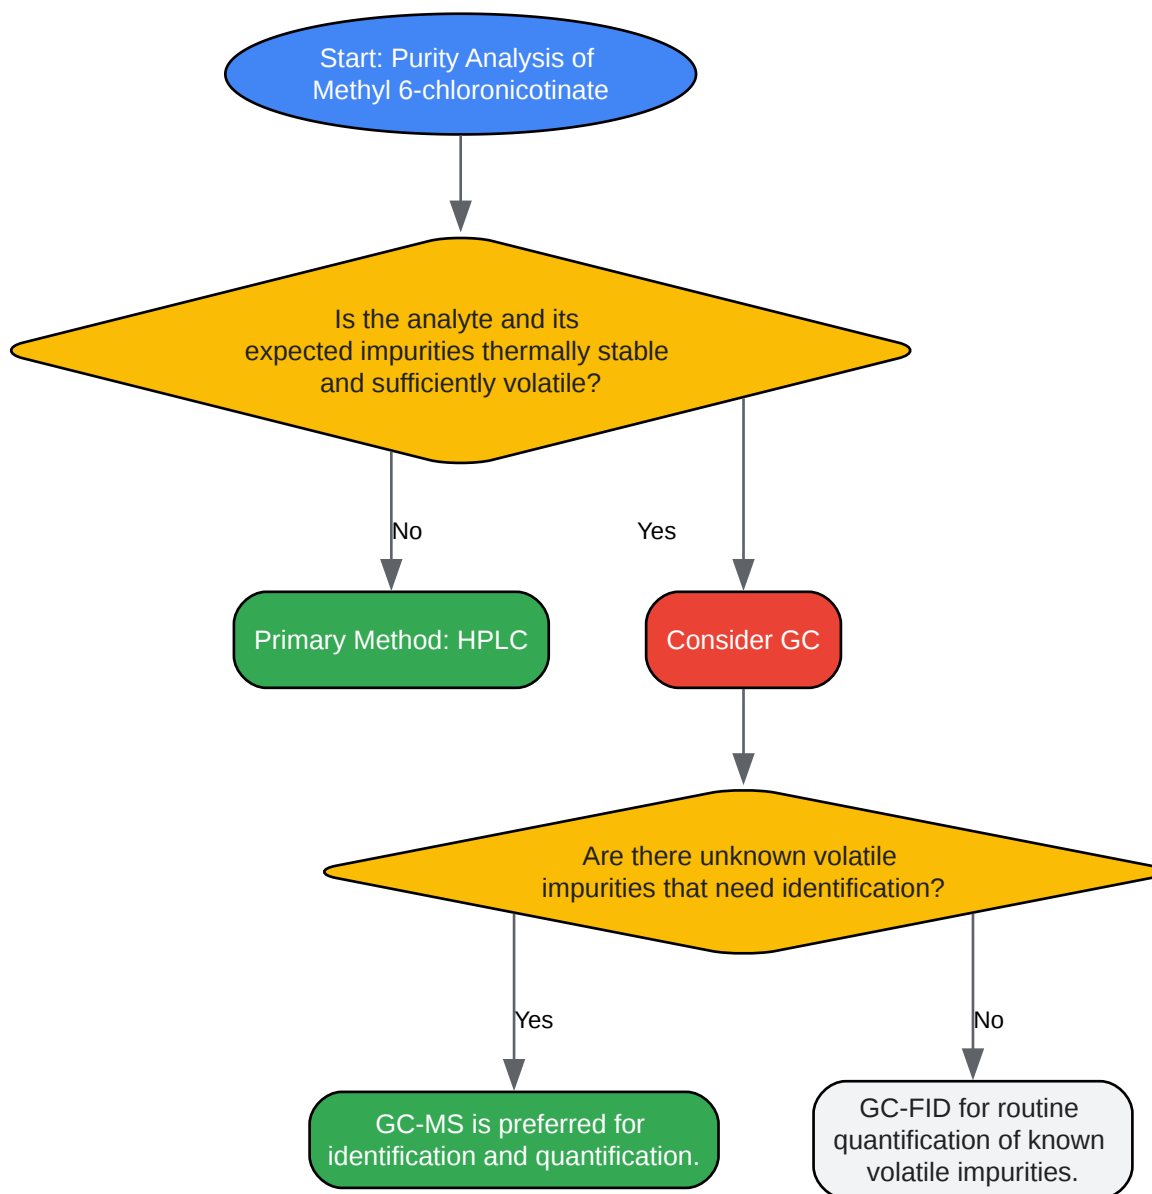 Start: Purity Analysis of
Methyl 6-chloronicotinate
Is the analyte and its
expected impurities thermally stable
and sufficiently volatile?
No
Yes
Primary Method: HPLC
Consider GC
Are there unknown volatile
impurities that need identification?
Yes
No
GC-MS is preferred for
identification and quantification.
GC-FID for routine
quantification of known
volatile impurities.